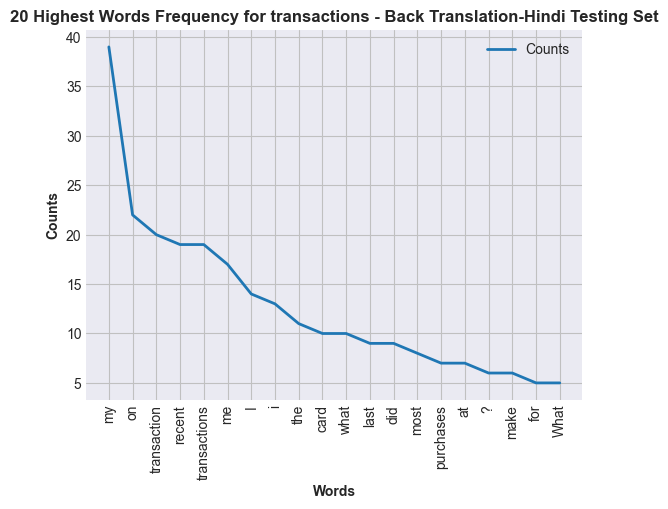 20 Highest Words Frequency for transactions - Back Translation-Hindi Testing Set
Counts
40
35
30
25
20
15
10
5
Counts
my
on
transaction
recent
transactions
me
I
i
the
card
what
last
did
most
purchases
at
?
make
for
What
Words